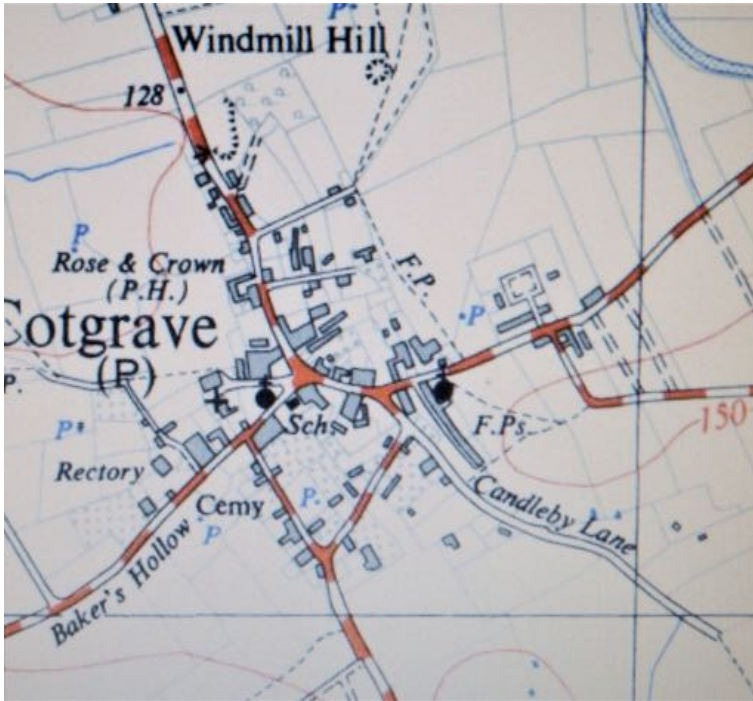 P
Windmill Hill
128
P
Rose & Crown
(P.H.)
F.P.
P
Cotgrave
(P)
P.
P
Sch
F.Ps.
150
Rectory
Cemy
P
P
Candleby Lane
Baker's Hollow
P